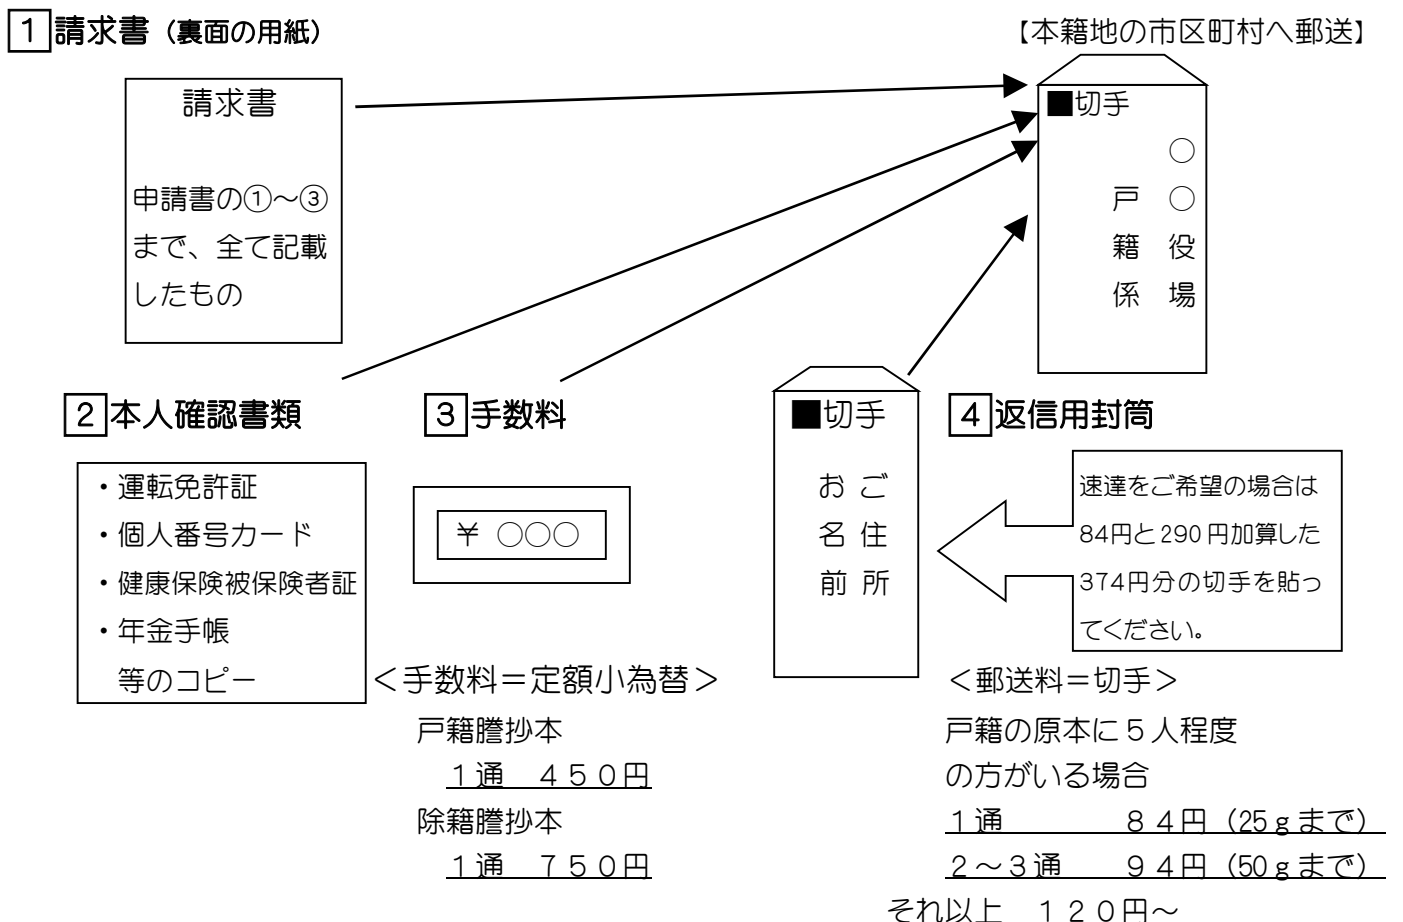 1 請求書（裏面の用紙）
【本籍地の市区町村へ郵送】
請求書
申請書の①～③
まで、全て記載
したもの
■切手
○○役場
戸籍係
2 本人確認書類
・運転免許証
・個人番号カード
・健康保険被保険者証
・年金手帳
等のコピー
3 手数料
￥ ○○○
＜手数料＝定額小為替＞
戸籍謄抄本
１通　４５０円
除籍謄抄本
１通　７５０円
■切手
ご住所
お名前
4 返信用封筒
速達をご希望の場合は
84円と290円加算した
374円分の切手を貼っ
てください。
＜郵送料＝切手＞
戸籍の原本に５人程度
の方がいる場合
１通　　　　８４円（25ｇまで）
２～３通　　９４円（50ｇまで）
それ以上　１２０円～